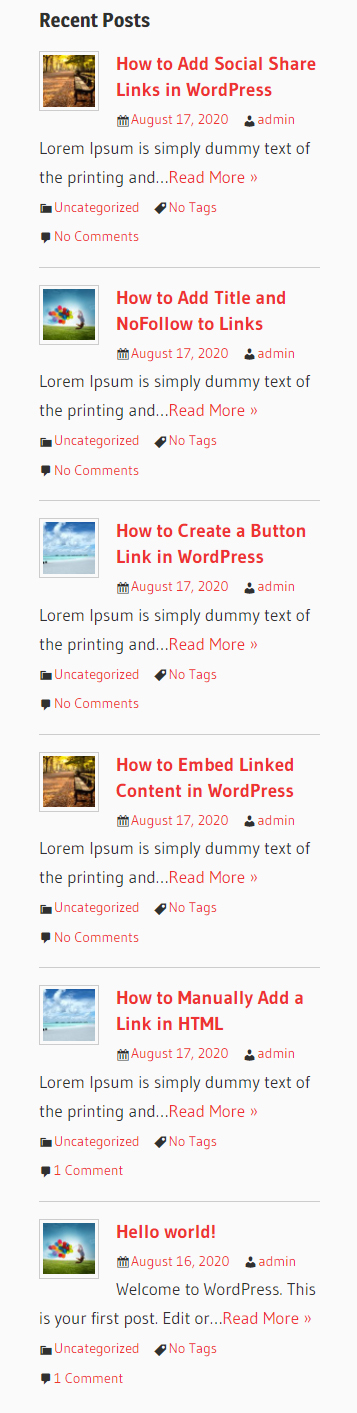 Recent Posts
How to Add Social Share
Links in WordPress
August 17, 2020 admin
Lorem Ipsum is simply dummy text of
the printing and...Read More »
Uncategorized No Tags
No Comments
How to Add Title and
NoFollow to Links
August 17, 2020 admin
Lorem Ipsum is simply dummy text of
the printing and...Read More »
Uncategorized No Tags
No Comments
How to Create a Button
Link in WordPress
August 17, 2020 admin
Lorem Ipsum is simply dummy text of
the printing and...Read More »
Uncategorized No Tags
No Comments
How to Embed Linked
Content in WordPress
August 17, 2020 admin
Lorem Ipsum is simply dummy text of
the printing and...Read More »
Uncategorized No Tags
No Comments
How to Manually Add a
Link in HTML
August 17, 2020 admin
Lorem Ipsum is simply dummy text of
the printing and...Read More »
Uncategorized No Tags
1 Comment
Hello world!
August 16, 2020 admin
Welcome to WordPress. This
is your first post. Edit or...Read More »
Uncategorized No Tags
1 Comment